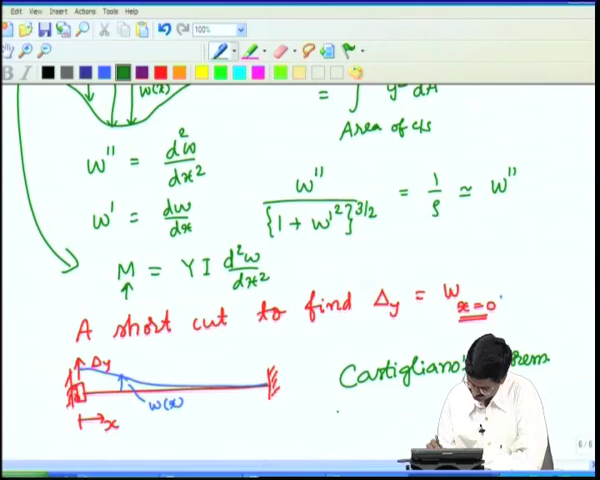 Edit View Insert Actions Tools Help
100%
B I
w(x)
= ∫ y² dA
Area of c/s
w'' = d²w/dx²
w' = dw/dx
w''/{1 + w'²}^3/2 = 1/ρ ≃ w''
M = Y I d²w/dx²
A short cut to find Δy = w x=0
Δy
Castigliano's
w(x)
x
6/6